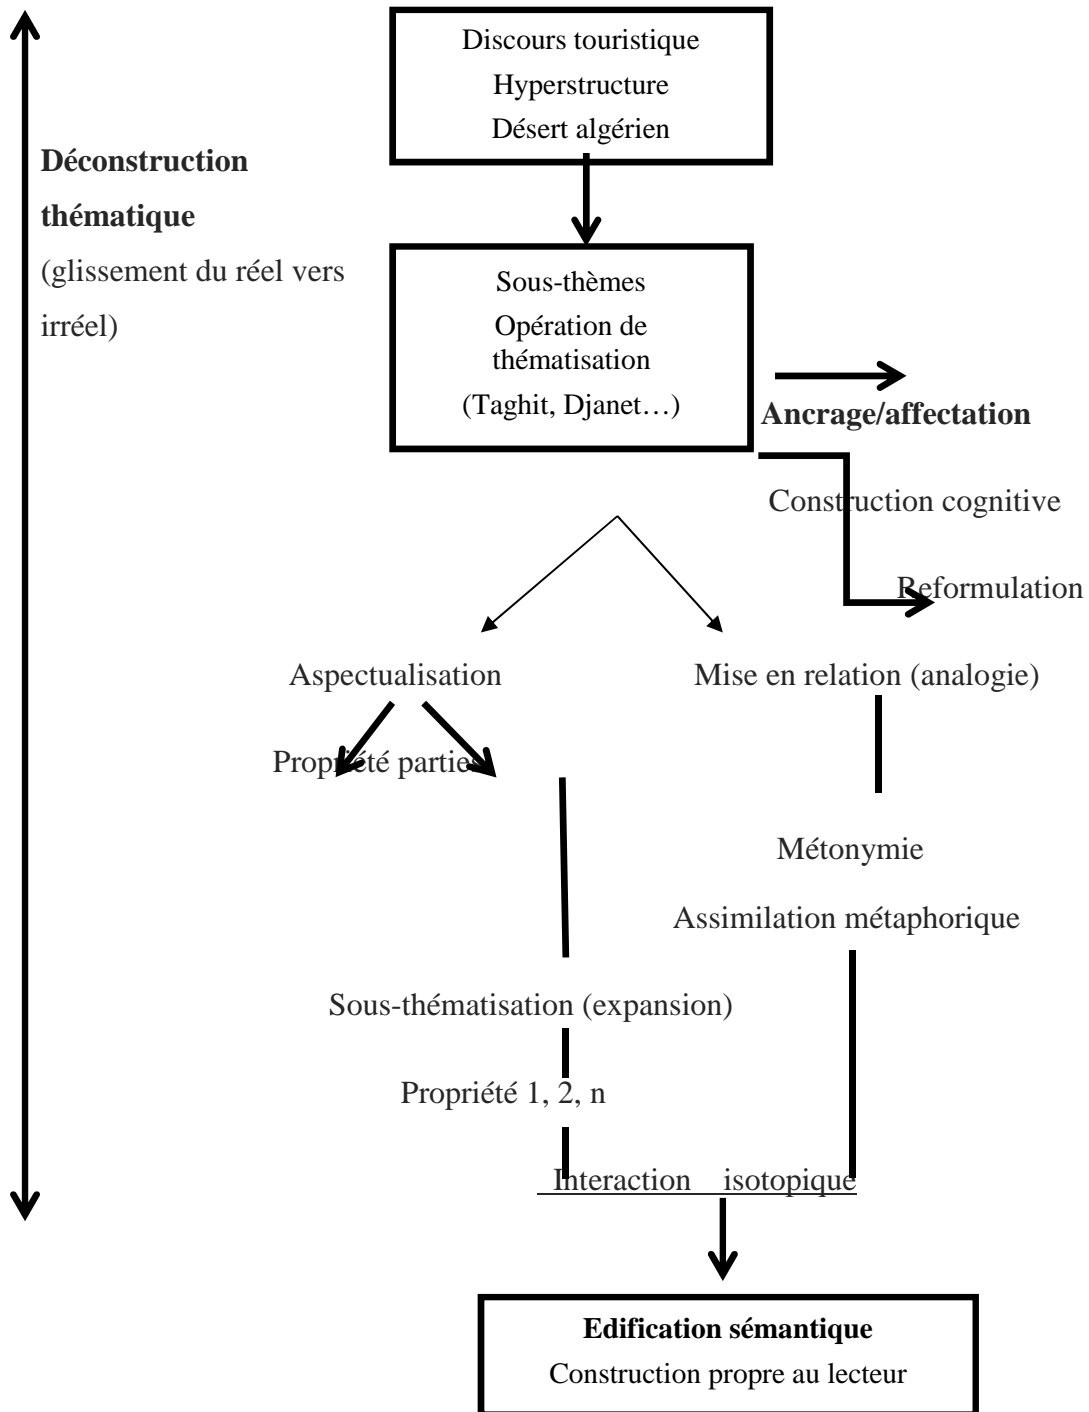 Discours touristique
Hyperstructure
Désert algérien
Déconstruction
thématique
(glissement du réel vers
irréel)
Sous-thèmes
Opération de
thématisation
(Taghit, Djanet…)
Ancrage/affectation
Construction cognitive
Reformulation
Aspectualisation
Mise en relation (analogie)
Propriété parties
Métonymie
Assimilation métaphorique
Sous-thématisation (expansion)
Propriété 1, 2, n
Interaction isotopique
Edification sémantique
Construction propre au lecteur